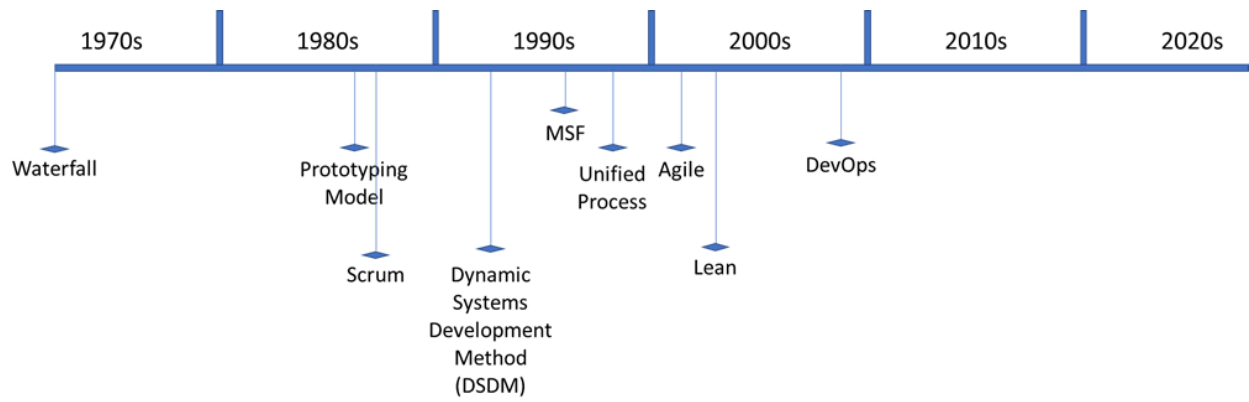 1970s
1980s
1990s
2000s
2010s
2020s
Waterfall
Prototyping
Model
Scrum
Dynamic
Systems
Development
Method
(DSDM)
MSF
Unified
Process
Agile
Lean
DevOps